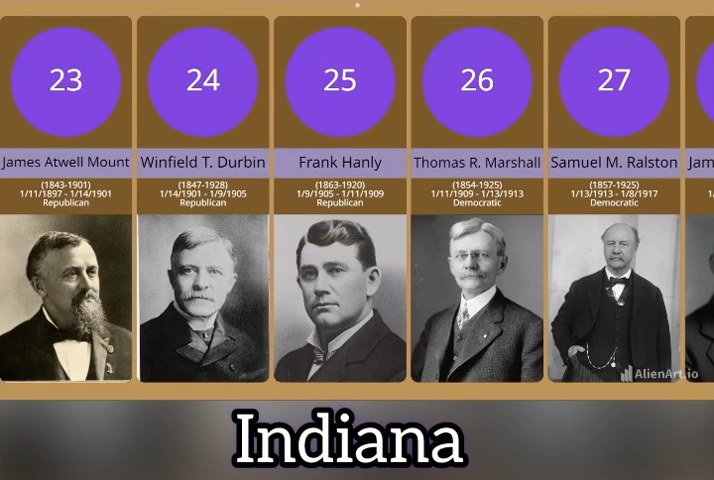 23
James Atwell Mount
(1843-1901)
1/11/1897 - 1/14/1901
Republican
24
Winfield T. Durbin
(1847-1928)
1/14/1901 - 1/9/1905
Republican
25
Frank Hanly
(1863-1920)
1/9/1905 - 1/11/1909
Republican
26
Thomas R. Marshall
(1854-1925)
1/11/1909 - 1/13/1913
Democratic
27
Samuel M. Ralston
(1857-1925)
1/13/1913 - 1/8/1917
Democratic
Jam
1/
AlienArt.io
Indiana